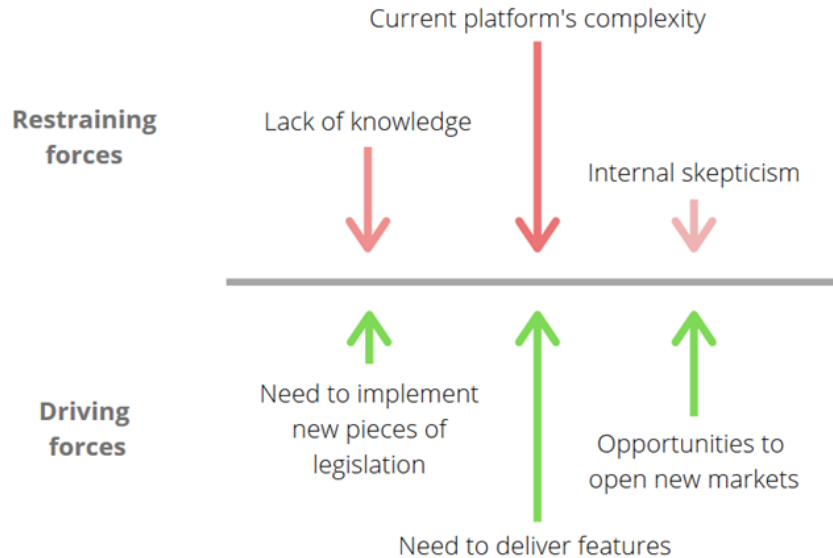 Current platform's complexity
Restraining
forces
Lack of knowledge
Internal skepticism
Need to implement
new pieces of
legislation
Driving
forces
Opportunities to
open new markets
Need to deliver features